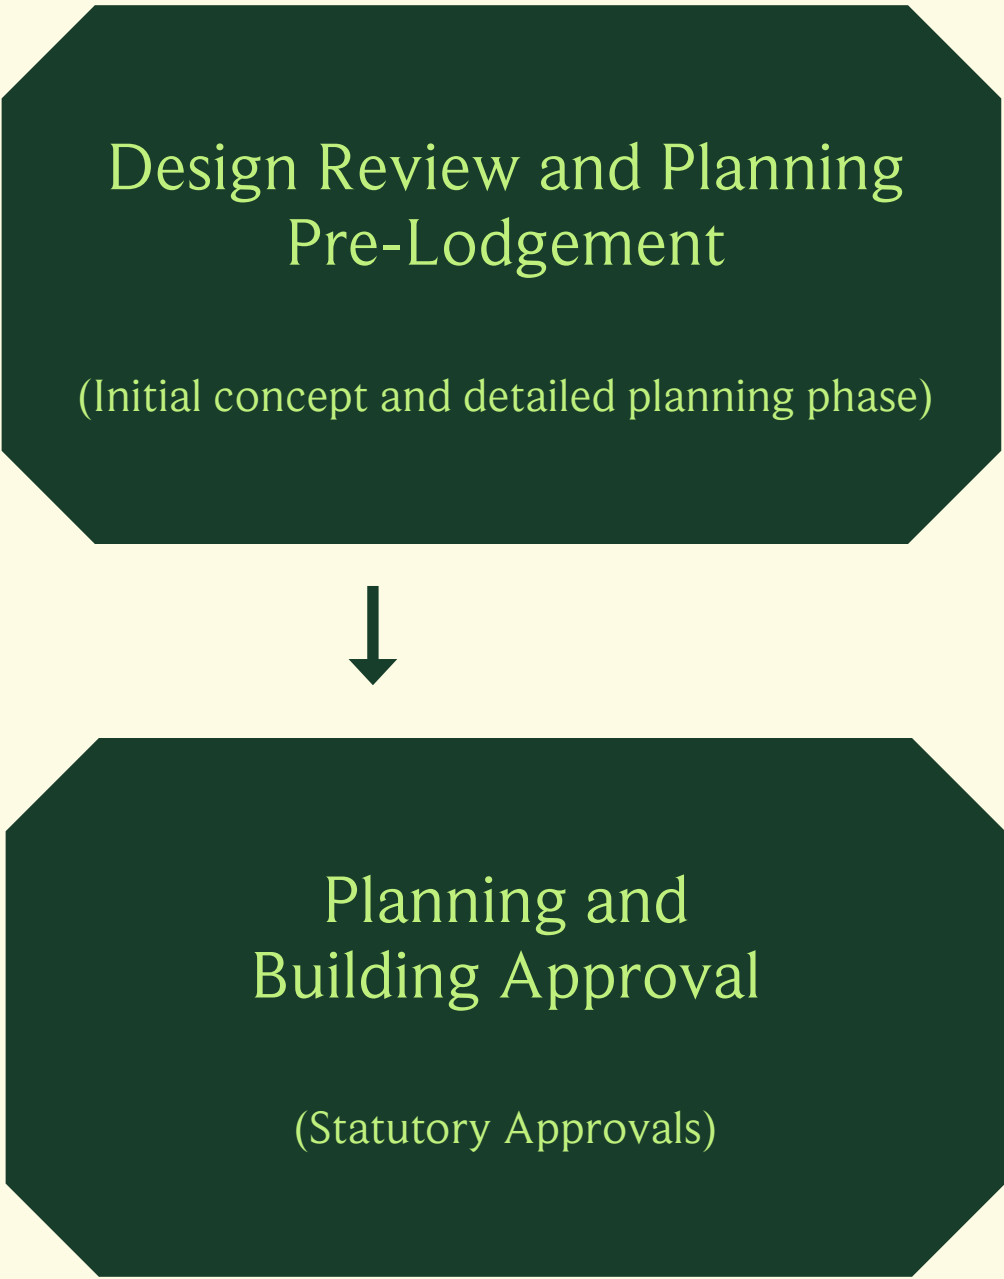 Design Review and Planning
Pre-Lodgement
(Initial concept and detailed planning phase)
Planning and
Building Approval
(Statutory Approvals)